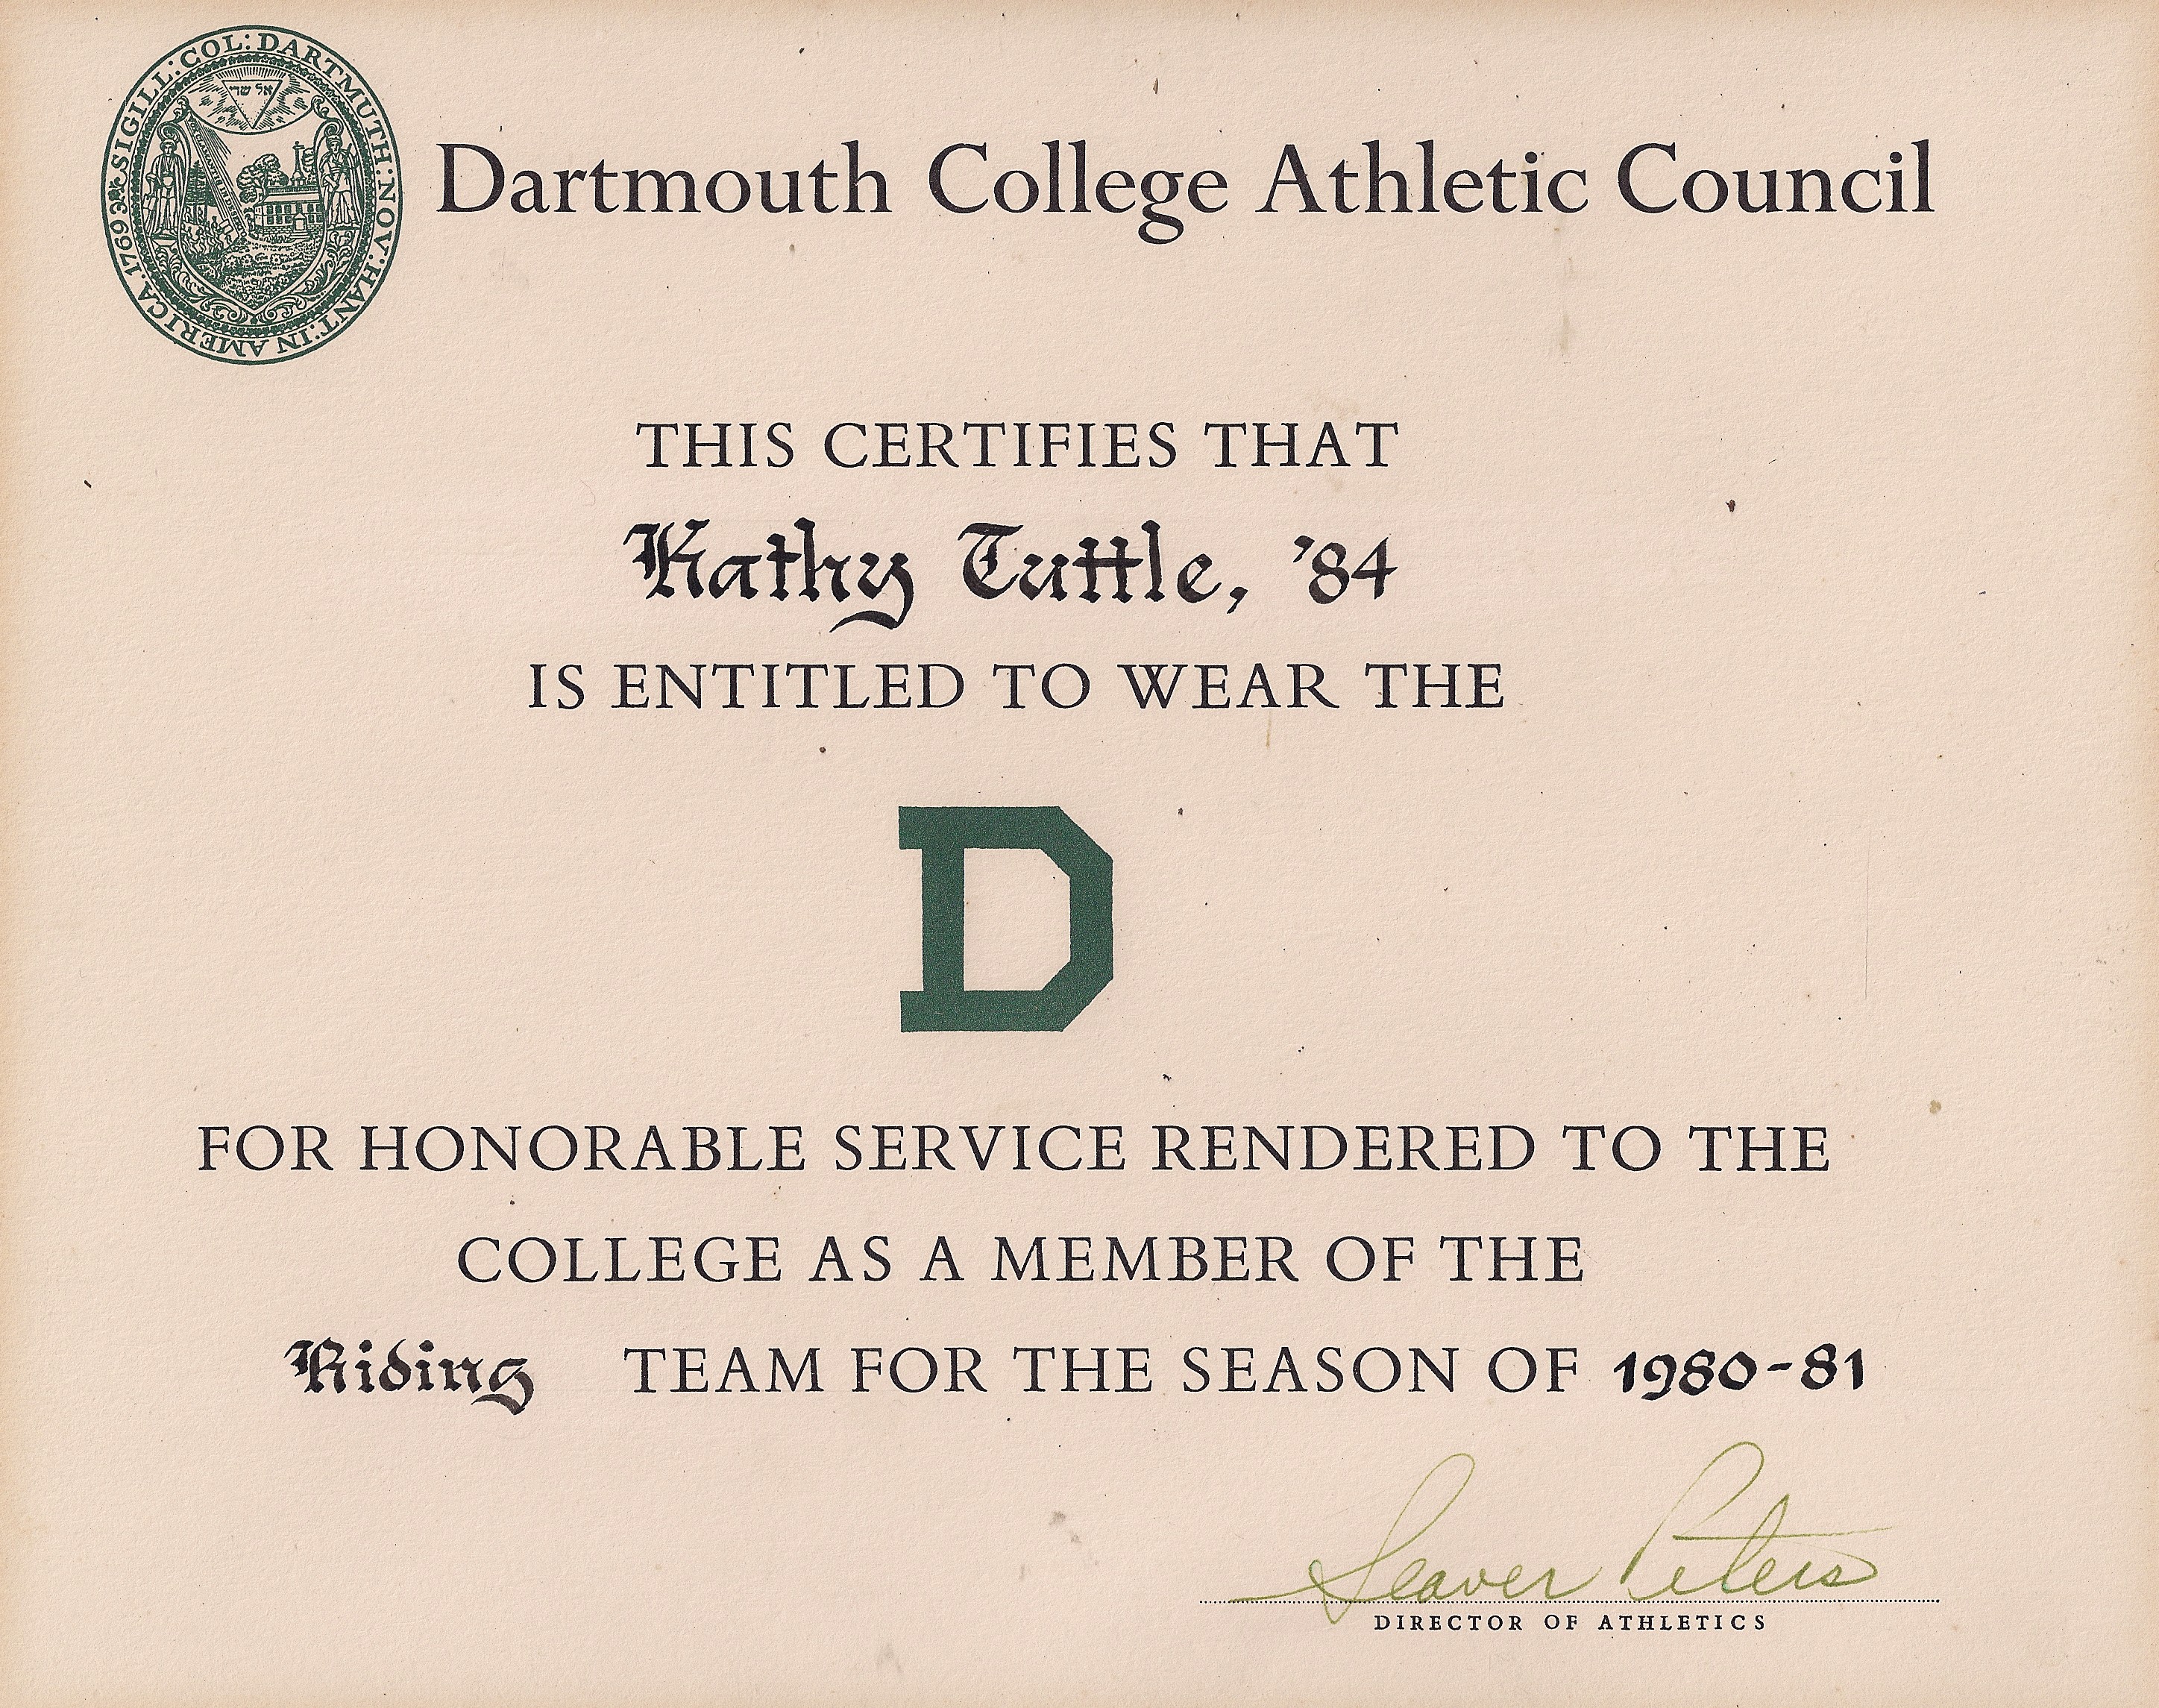 SIGILL: COL: DARTMUTH: NOV: HANT: IN AMERICA. 1769
אל שדי
Dartmouth College Athletic Council
THIS CERTIFIES THAT
Kathy Tuttle, '84
IS ENTITLED TO WEAR THE
D
FOR HONORABLE SERVICE RENDERED TO THE
COLLEGE AS A MEMBER OF THE
Riding TEAM FOR THE SEASON OF 1980-81
Seaver Peters
DIRECTOR OF ATHLETICS